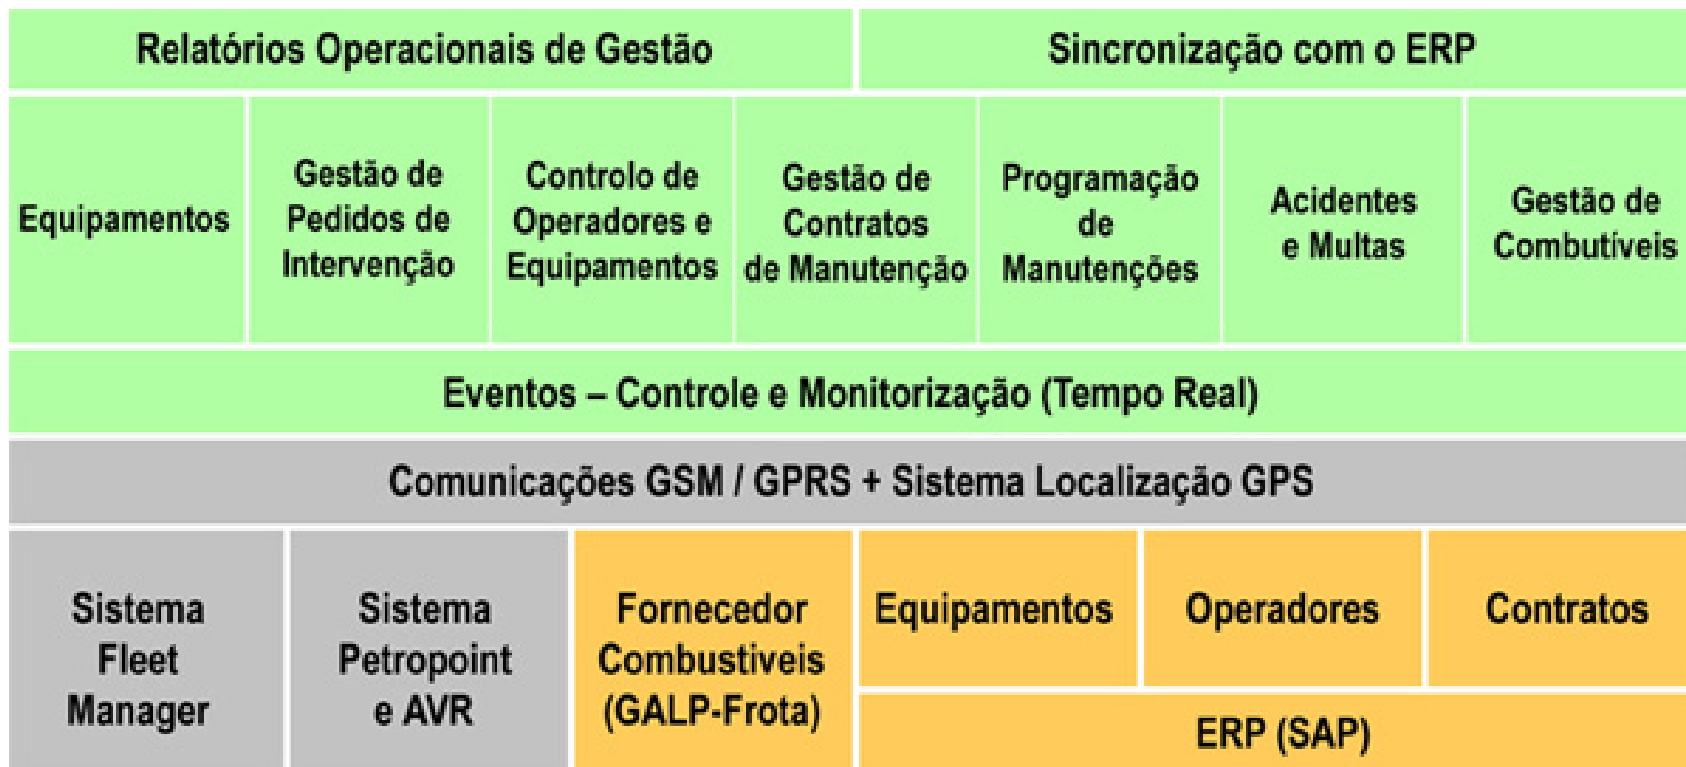 Relatórios Operacionais de Gestão
Sincronização com o ERP
Equipamentos
Gestão de
Pedidos de
Intervenção
Controlo de
Operadores e
Equipamentos
Gestão de
Contratos
de Manutenção
Programação
de
Manutenções
Acidentes
e Multas
Gestão de
Combutíveis
Eventos – Controle e Monitorização (Tempo Real)
Comunicações GSM / GPRS + Sistema Localização GPS
Sistema
Fleet
Manager
Sistema
Petropoint
e AVR
Fornecedor
Combustiveis
(GALP-Frota)
Equipamentos
Operadores
Contratos
ERP (SAP)